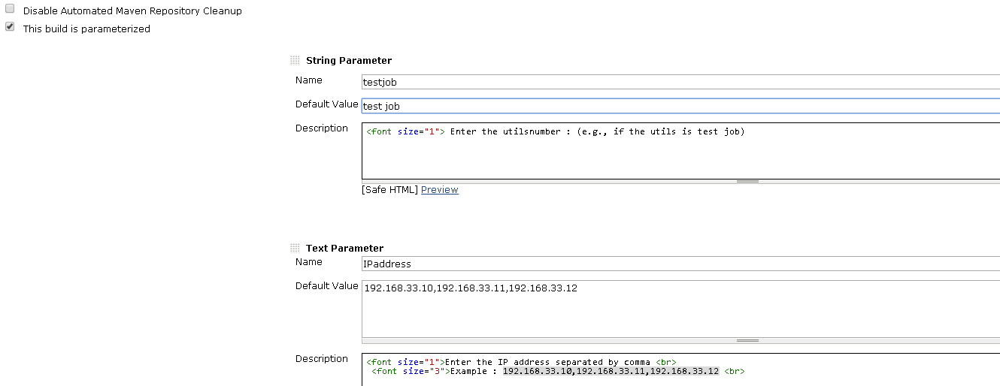 Disable Automated Maven Repository Cleanup
This build is parameterized
String Parameter
Name testjob
Default Value test job
Description <font size="1"> Enter the utilsnumber : (e.g., if the utils is test job)
[Safe HTML] Preview
Text Parameter
Name IPaddress
Default Value 192.168.33.10,192.168.33.11,192.168.33.12
Description <font size="1">Enter the IP address separated by comma <br>
<font size="3">Example : 192.168.33.10,192.168.33.11,192.168.33.12 <br>